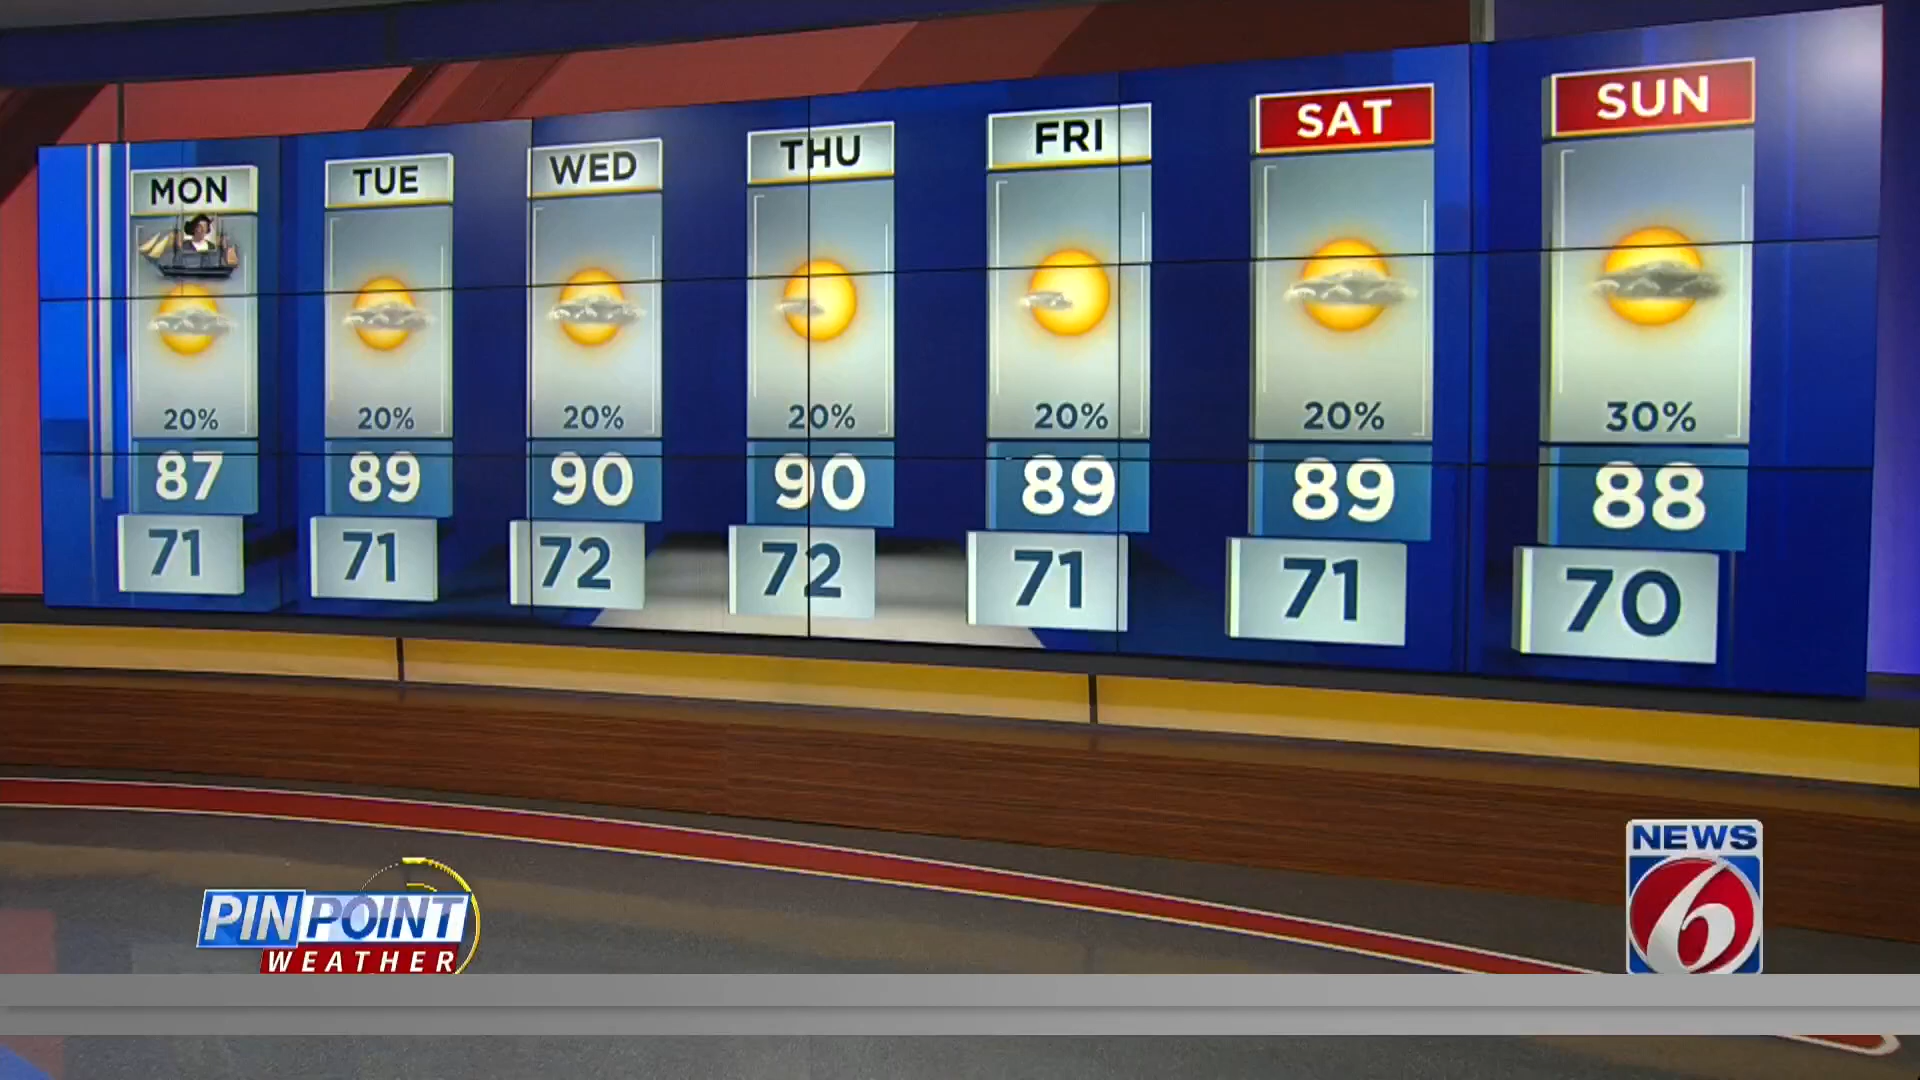 MON TUE WED THU FRI SAT SUN
20% 20% 20% 20% 20% 20% 30%
87 89 90 90 89 89 88
71 71 72 72 71 71 70
PINPOINT
WEATHER
NEWS
6